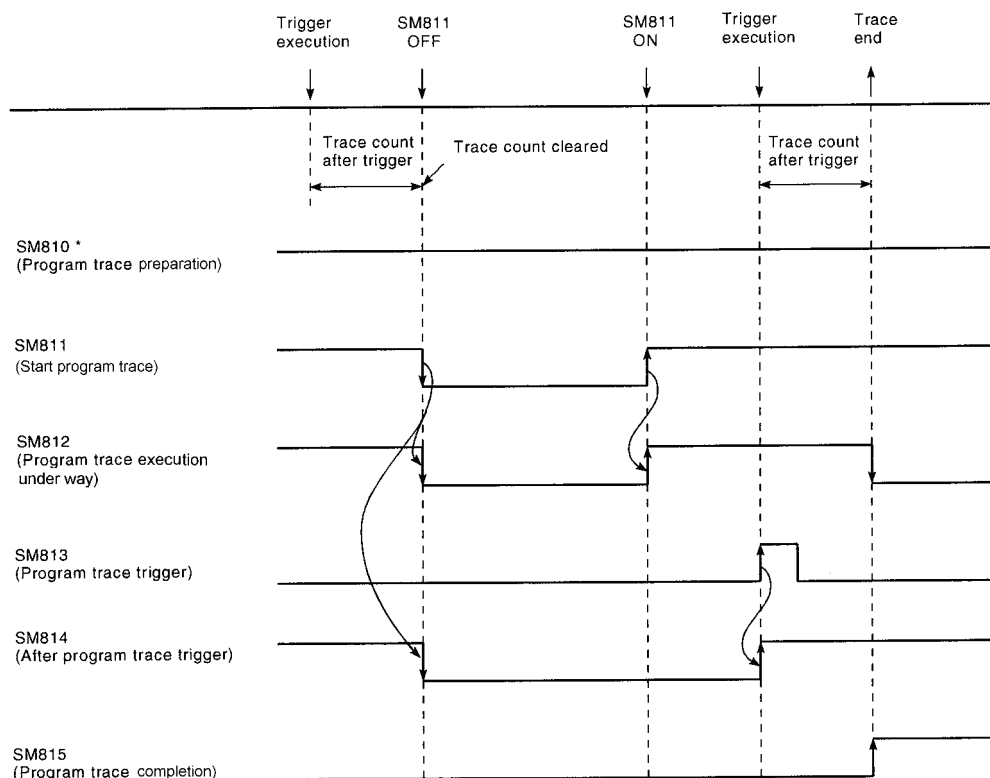 Trigger
execution
SM811
OFF
SM811
ON
Trigger
execution
Trace
end
Trace count
after trigger
Trace count cleared
Trace count
after trigger
SM810 *
(Program trace preparation)
SM811
(Start program trace)
SM812
(Program trace execution
under way)
SM813
(Program trace trigger)
SM814
(After program trace trigger)
SM815
(Program trace completion)